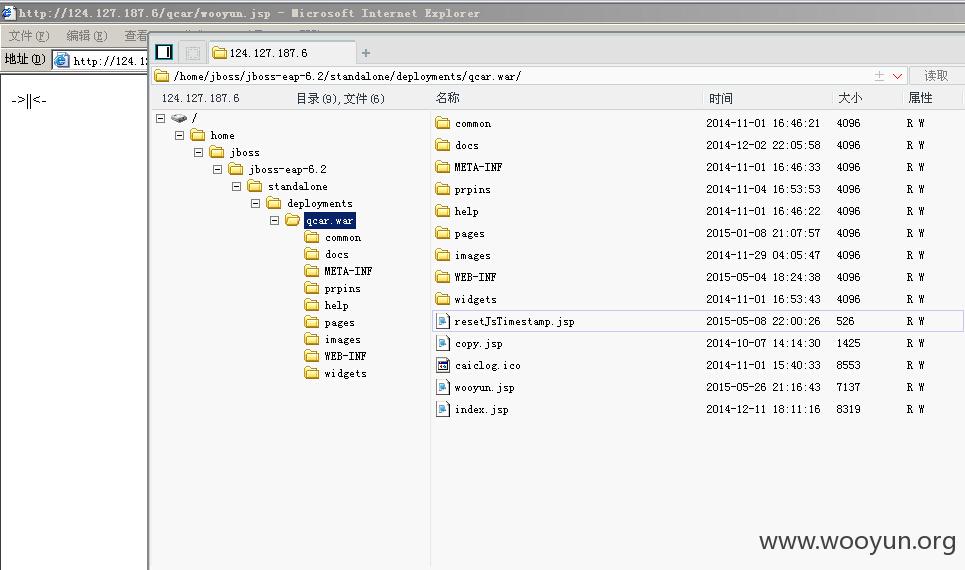 http://124.127.187.6/qcar/wooyun.jsp - Microsoft Internet Explorer
文件(F) 编辑(E) 查看
地址(D) http://124.1
->||<-
124.127.187.6 +
/home/jboss/jboss-eap-6.2/standalone/deployments/qcar.war/ 读取
124.127.187.6 目录(9),文件(6) 名称 时间 大小 属性
/
home
jboss
jboss-eap-6.2
standalone
deployments
qcar.war
common
docs
META-INF
prpins
help
pages
images
WEB-INF
widgets
common 2014-11-01 16:46:21 4096 R W
docs 2014-12-02 22:05:58 4096 R W
META-INF 2014-11-01 16:46:33 4096 R W
prpins 2014-11-04 16:53:53 4096 R W
help 2014-11-01 16:46:22 4096 R W
pages 2015-01-08 21:07:57 4096 R W
images 2014-11-29 04:05:47 4096 R W
WEB-INF 2015-05-04 18:24:38 4096 R W
widgets 2014-11-01 16:53:43 4096 R W
resetJsTimestamp.jsp 2015-05-08 22:00:26 526 R W
copy.jsp 2014-10-07 14:14:30 1425 R W
caiclog.ico 2014-11-01 15:40:33 8553 R W
wooyun.jsp 2015-05-26 21:16:43 7137 R W
index.jsp 2014-12-11 18:11:16 8319 R W
www.wooyun.org